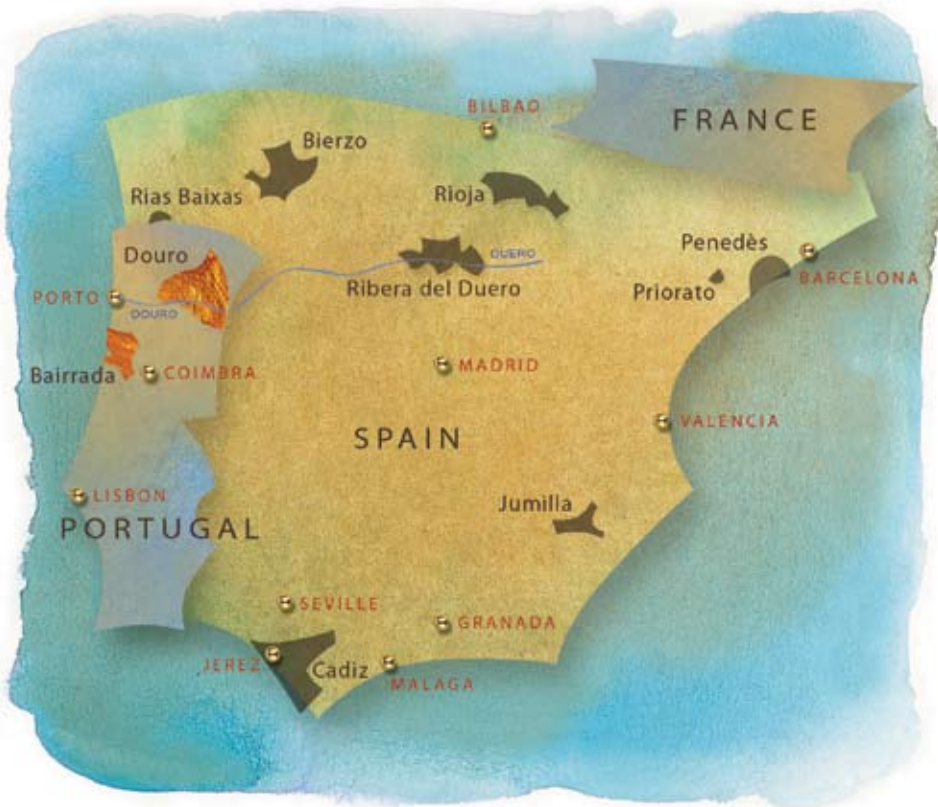 BILBAO
FRANCE
Bierzo
Rias Baixas
Rioja
Douro
Penedès
DUERO
BARCELONA
Ribera del Duero
Priorato
PORTO
DOURO
MADRID
Bairrada
COIMBRA
VALENCIA
SPAIN
LISBON
Jumilla
PORTUGAL
SEVILLE
GRANADA
JEREZ
Cadiz
MALAGA